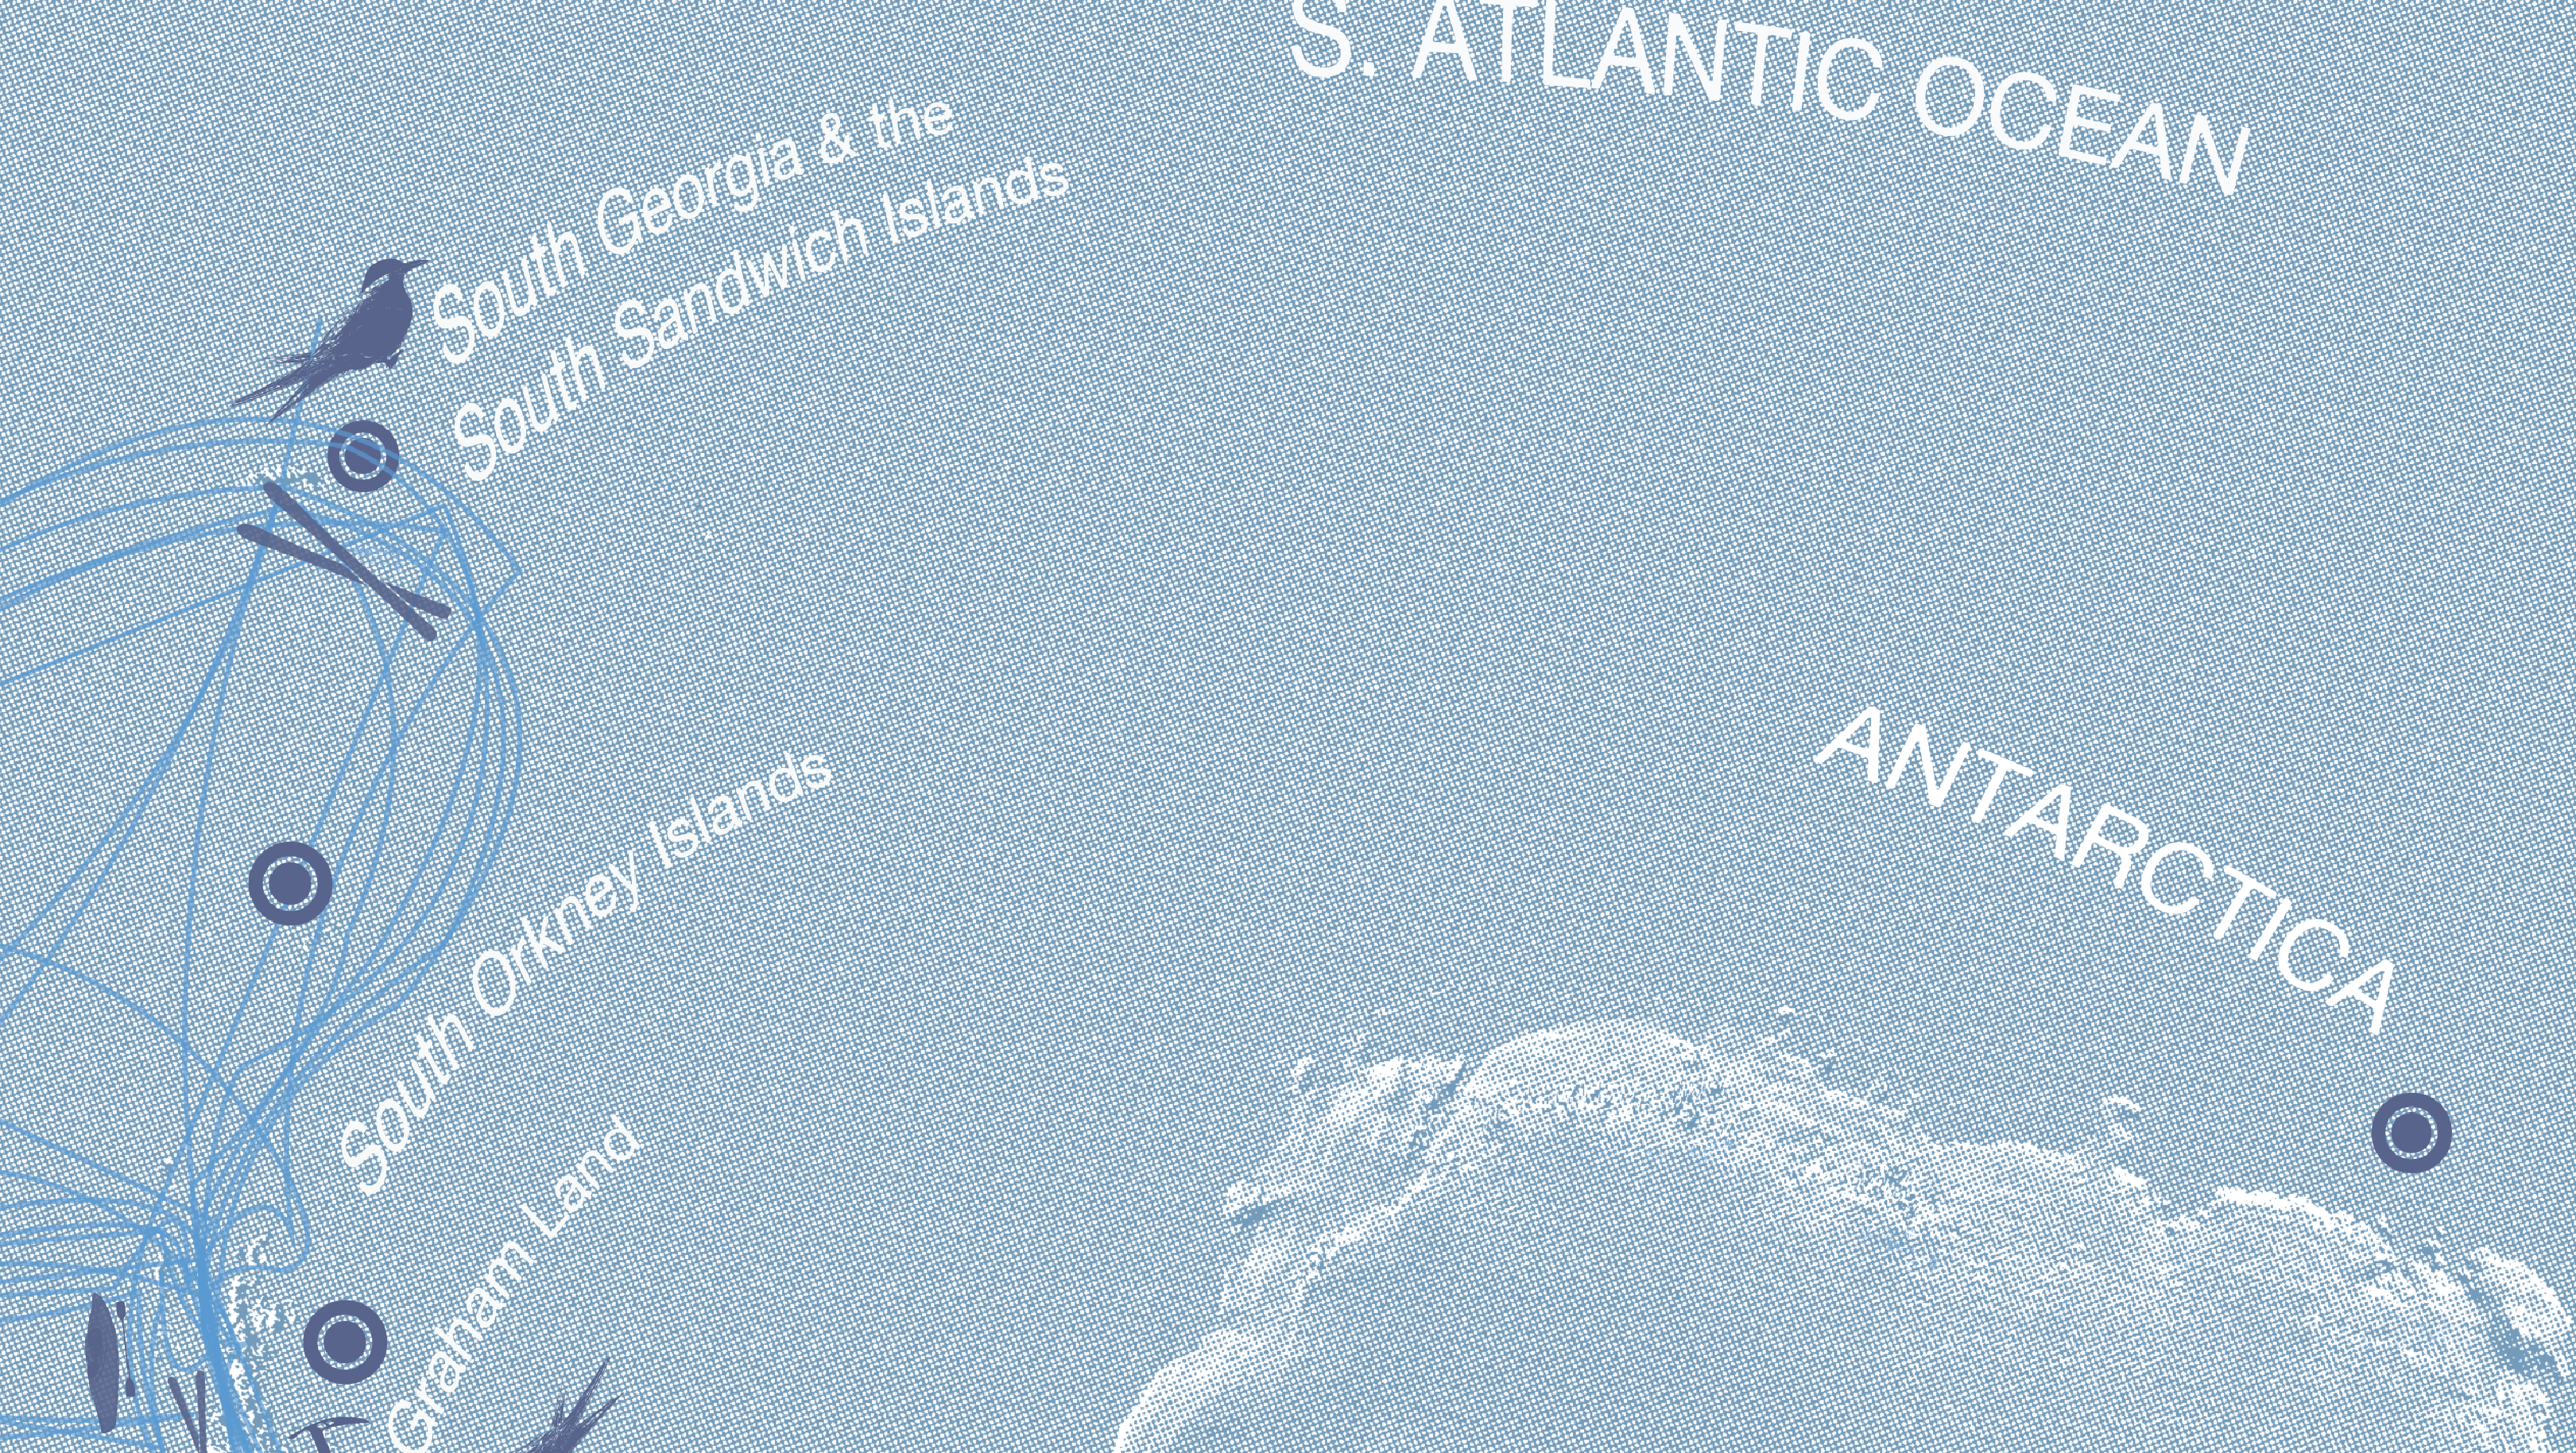 S. ATLANTIC OCEAN
South Georgia & the
South Sandwich Islands
ANTARCTICA
South Orkney Islands
Graham Land